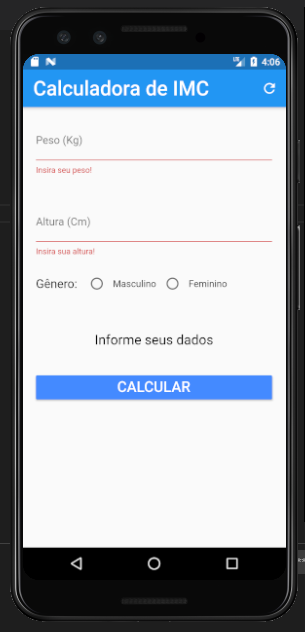 4:06
Calculadora de IMC
Peso (Kg)
Insira seu peso!
Altura (Cm)
Insira sua altura!
Gênero: Masculino Feminino
Informe seus dados
CALCULAR